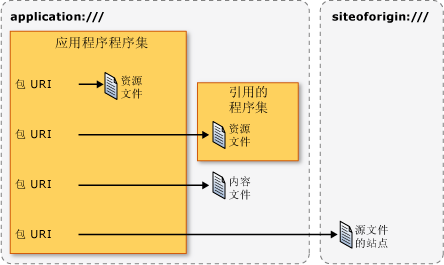 application:///
siteoforigin:///
应用程序程序集
包 URI
资源
文件
引用的
程序集
包 URI
资源
文件
包 URI
内容
文件
包 URI
源文件
的站点